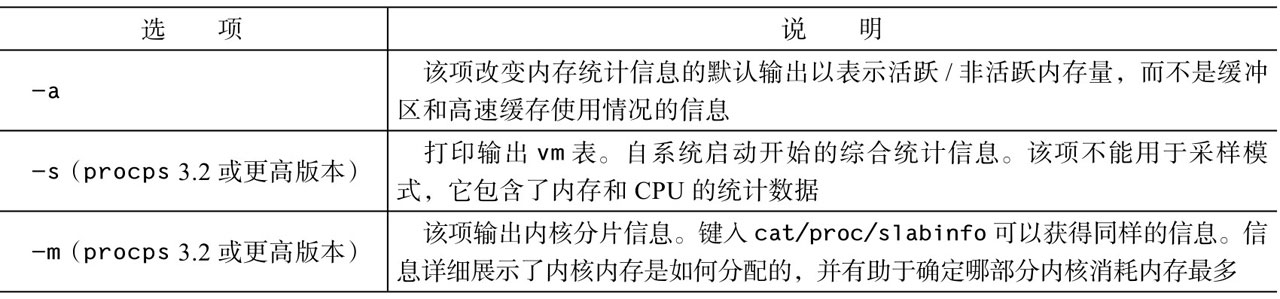 选 项 说 明
-a
该项改变内存统计信息的默认输出以表示活跃/非活跃内存量，而不是缓冲
区和高速缓存使用情况的信息
-s（procps 3.2 或更高版本）
打印输出 vm 表。自系统启动开始的综合统计信息。该项不能用于采样模
式，它包含了内存和 CPU 的统计数据
-m（procps 3.2 或更高版本）
该项输出内核分片信息。键入 cat/proc/slabinfo 可以获得同样的信息。信
息详细展示了内核内存是如何分配的，并有助于确定哪部分内核消耗内存最多